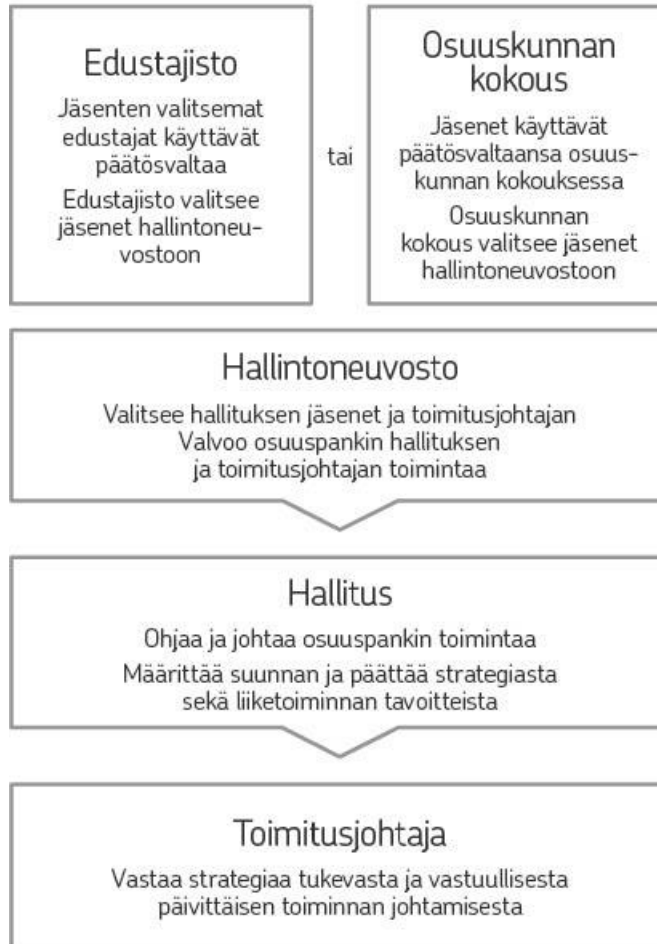 Edustajisto
Jäsenten valitsemat
edustajat käyttävät
päätösvaltaa
Edustajisto valitsee
jäsenet hallintoneu-
vostoon
tai
Osuuskunnan
kokous
Jäsenet käyttävät
päätösvaltaansa osuus-
kunnan kokouksessa
Osuuskunnan
kokous valitsee jäsenet
hallintoneuvostoon
Hallintoneuvosto
Valitsee hallituksen jäsenet ja toimitusjohtajan
Valvoo osuuspankin hallituksen
ja toimitusjohtajan toimintaa
Hallitus
Ohjaa ja johtaa osuuspankin toimintaa
Määrittää suunnan ja päättää strategiasta
sekä liiketoiminnan tavoitteista
Toimitusjohtaja
Vastaa strategiaa tukevasta ja vastuullisesta
päivittäisen toiminnan johtamisesta